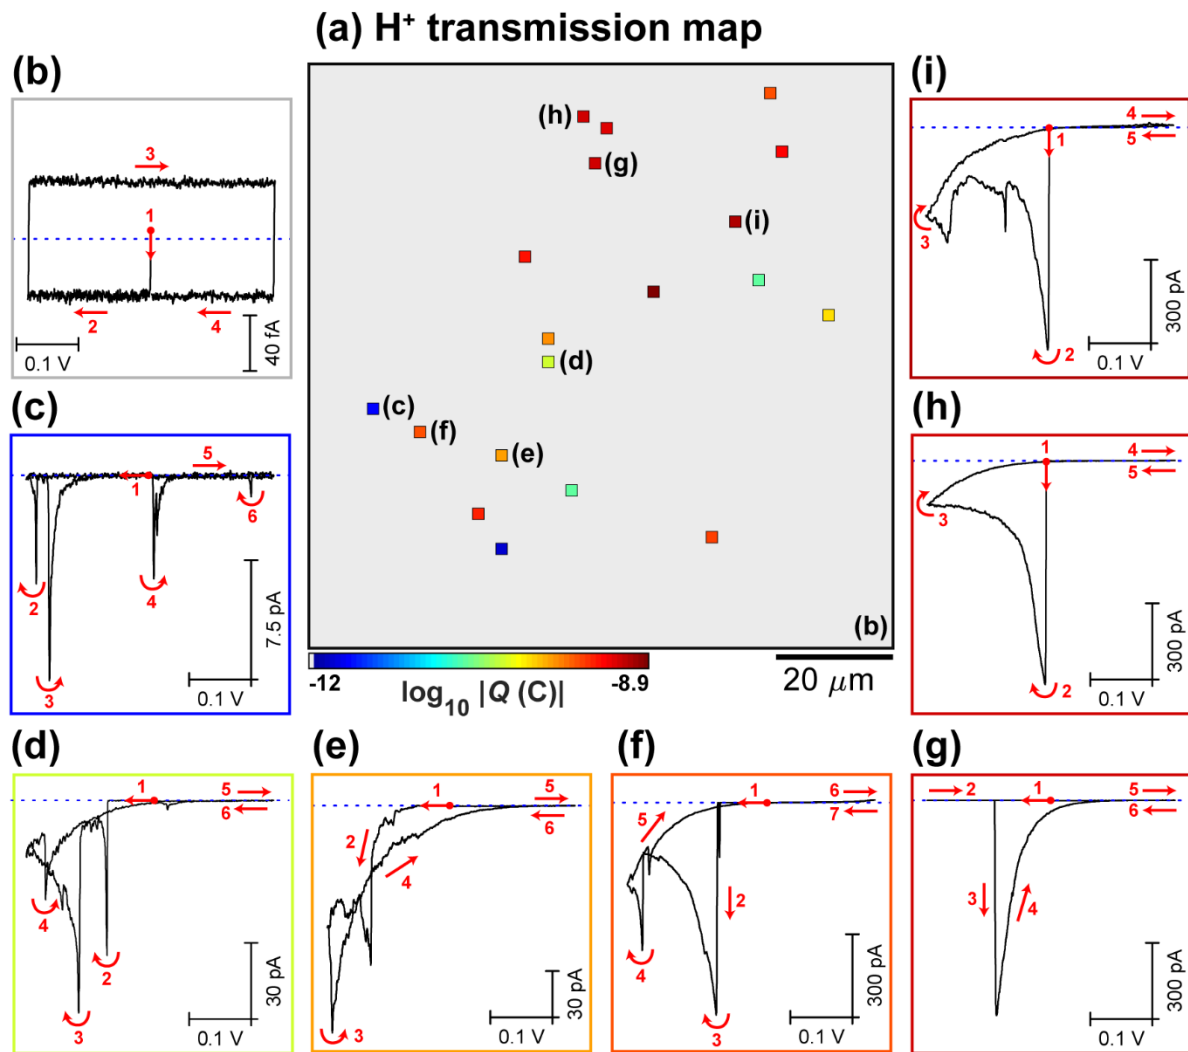 (a) H⁺ transmission map
(h)
(g)
(i)
(d)
(c)
(f)
(e)
(b)
-12
-8.9
log₁₀ |Q (C)|
20 μm
(b)
3
1
2
4
0.1 V
40 fA
(c)
5
1
6
2
4
3
7.5 pA
0.1 V
(d)
1
5
6
4
2
3
30 pA
0.1 V
(e)
1
5
6
2
4
3
30 pA
0.1 V
(f)
1
6
7
5
2
4
3
300 pA
0.1 V
(i)
4
1
5
3
2
300 pA
0.1 V
(h)
1
4
5
3
2
300 pA
0.1 V
(g)
2
1
5
6
3
4
300 pA
0.1 V